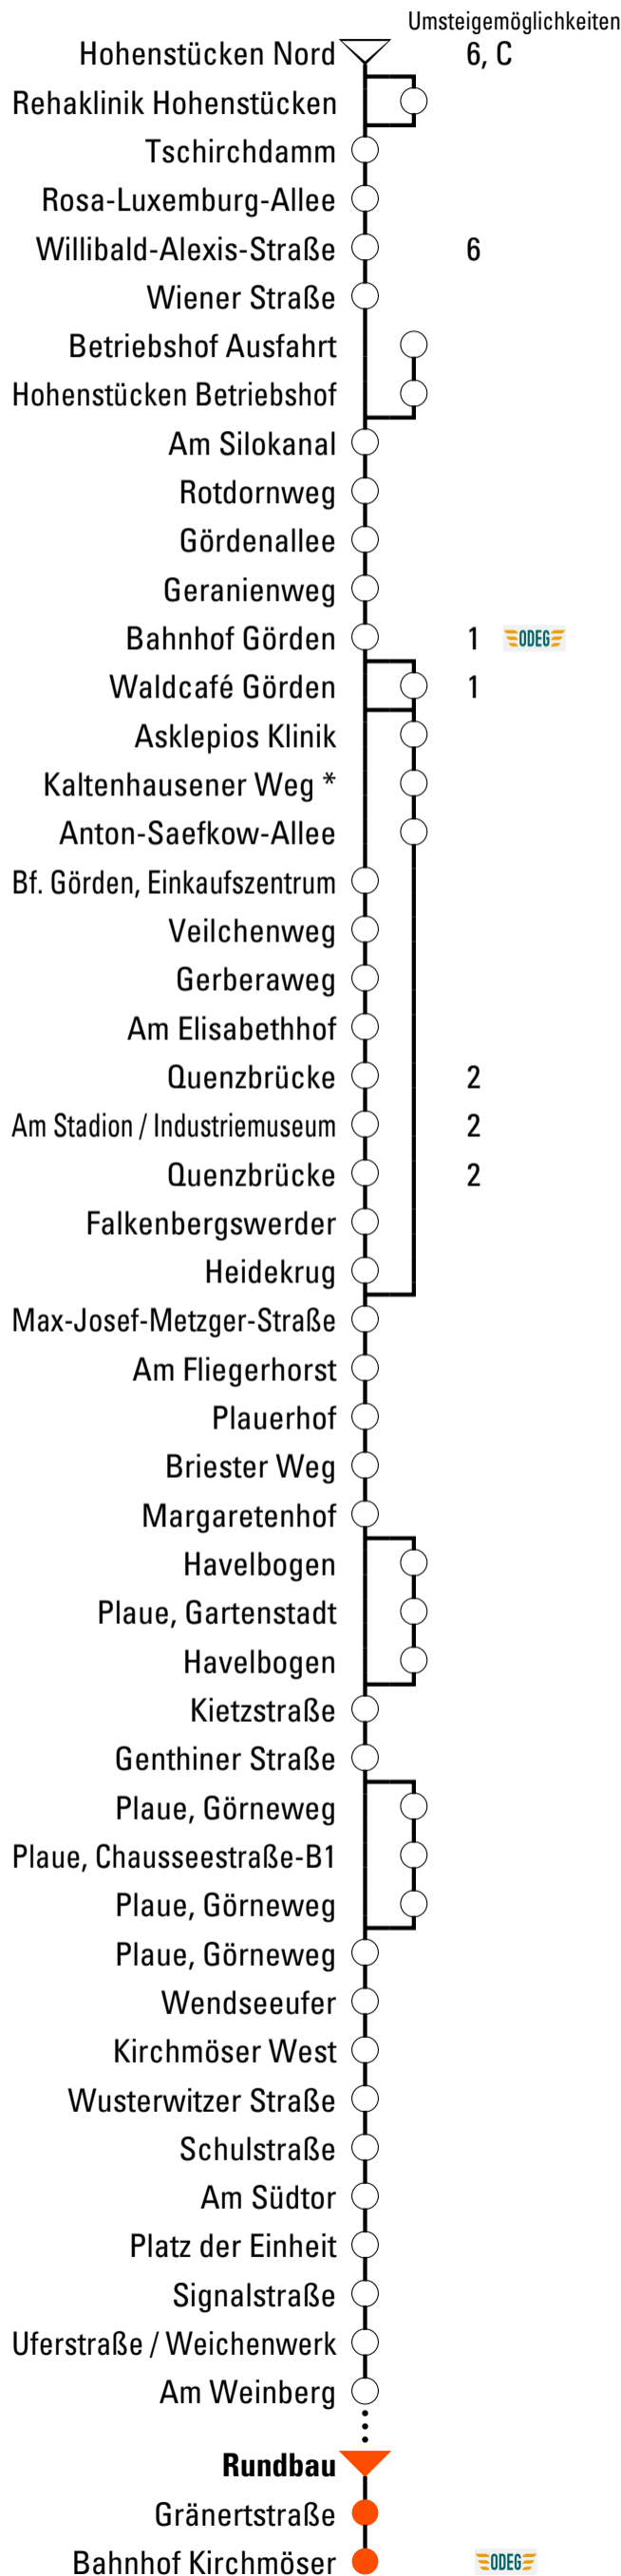 Umsteigemöglichkeiten
Hohenstücken Nord 6, C
Rehaklinik Hohenstücken
Tschirchdamm
Rosa-Luxemburg-Allee
Willibald-Alexis-Straße 6
Wiener Straße
Betriebshof Ausfahrt
Hohenstücken Betriebshof
Am Silokanal
Rotdornweg
Gördenallee
Geranienweg
Bahnhof Görden 1 ODEG
Waldcafé Görden 1
Asklepios Klinik
Kaltenhausener Weg *
Anton-Saefkow-Allee
Bf. Görden, Einkaufszentrum
Veilchenweg
Gerberaweg
Am Elisabethhof
Quenzbrücke 2
Am Stadion / Industriemuseum 2
Quenzbrücke 2
Falkenbergswerder
Heidekrug
Max-Josef-Metzger-Straße
Am Fliegerhorst
Plauerhof
Briester Weg
Margaretenhof
Havelbogen
Plaue, Gartenstadt
Havelbogen
Kietzstraße
Genthiner Straße
Plaue, Görneweg
Plaue, Chausseestraße-B1
Plaue, Görneweg
Plaue, Görneweg
Wendseeufer
Kirchmöser West
Wusterwitzer Straße
Schulstraße
Am Südtor
Platz der Einheit
Signalstraße
Uferstraße / Weichenwerk
Am Weinberg
Rundbau
Gränertstraße
Bahnhof Kirchmöser ODEG